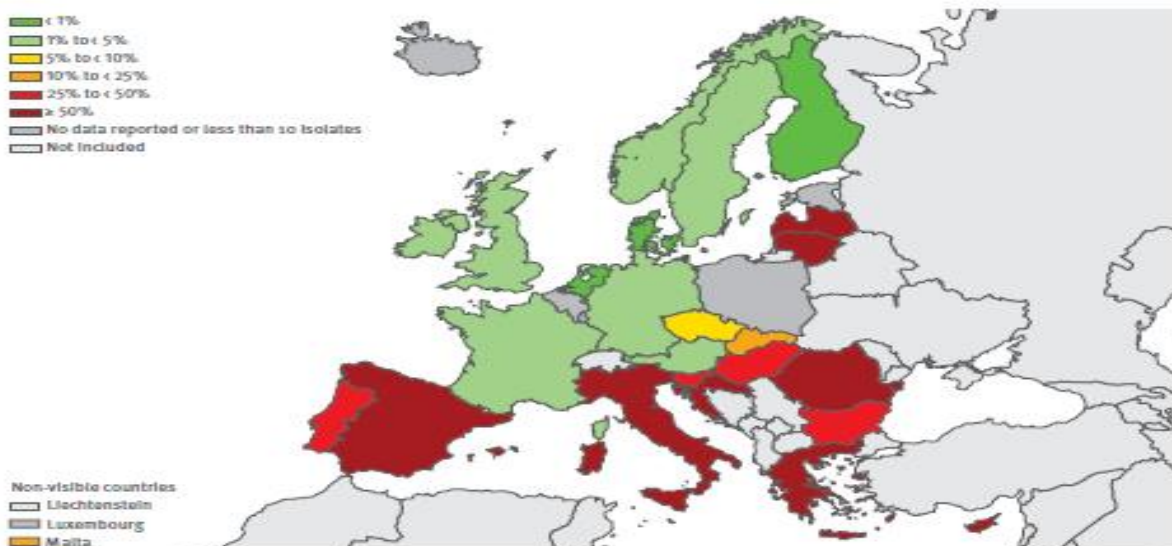 < 1%
1% to < 5%
5% to < 10%
10% to < 25%
25% to < 50%
≥ 50%
No data reported or less than 10 isolates
Not included
Non-visible countries
Liechtenstein
Luxembourg
Malta